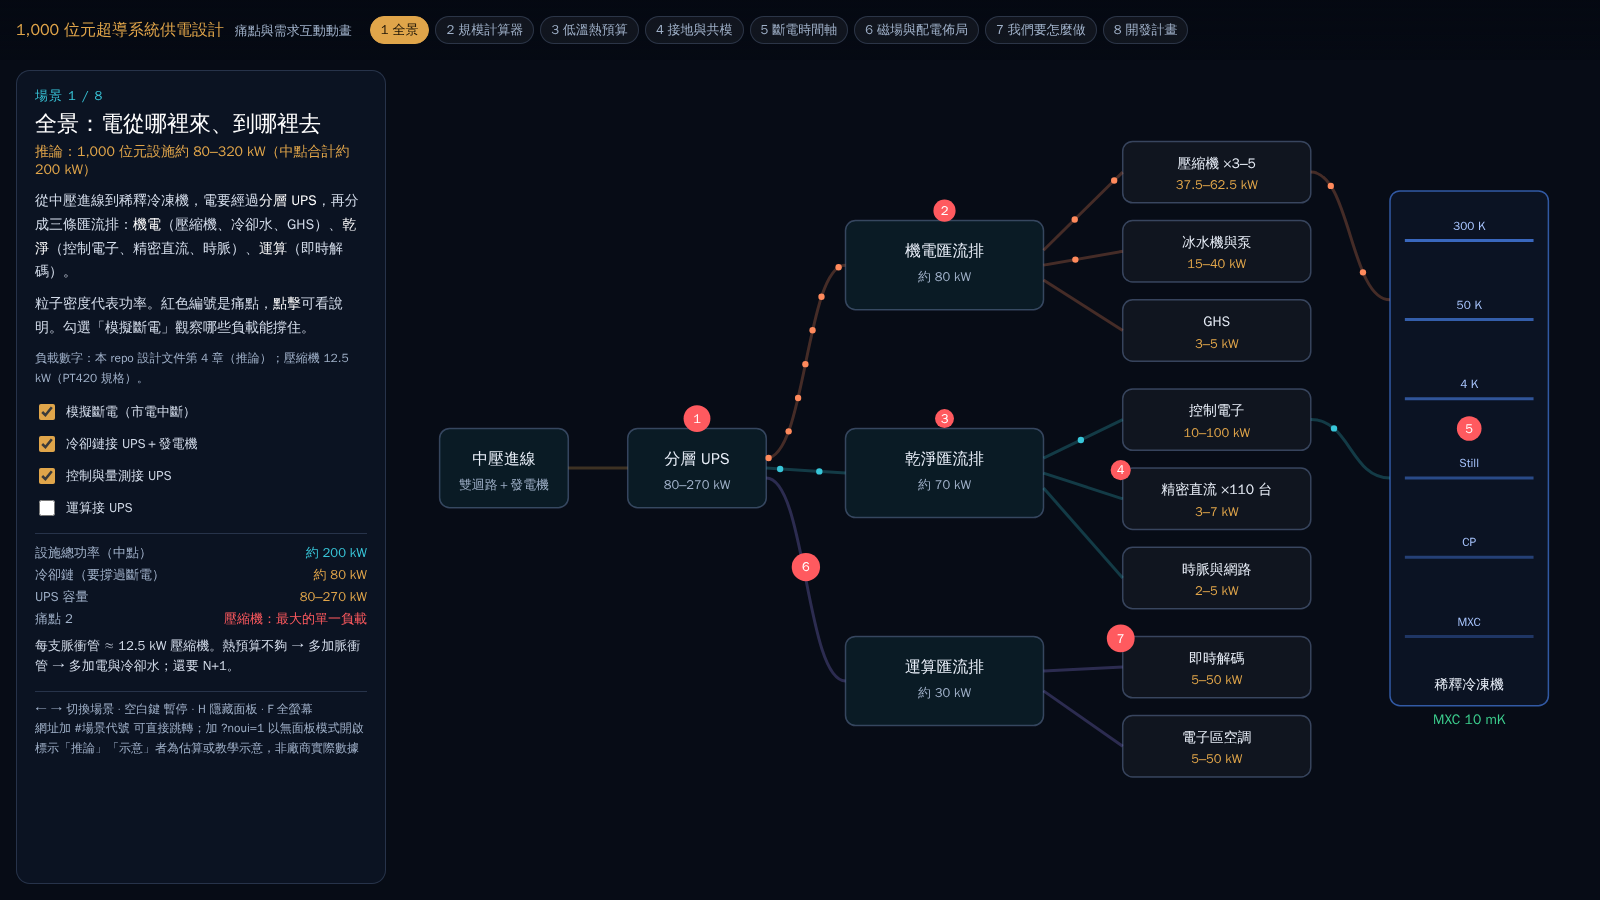 1,000 位元超導系統供電設計
痛點與需求互動動畫
1 全景
2 規模計算器
3 低溫熱預算
4 接地與共模
5 斷電時間軸
6 磁場與配電佈局
7 我們要怎麼做
8 開發計畫
場景 1 / 8
全景：電從哪裡來、到哪裡去
推論：1,000 位元設施約 80–320 kW（中點合計約
200 kW）
從中壓進線到稀釋冷凍機，電要經過分層 UPS，再分
成三條匯流排：機電（壓縮機、冷卻水、GHS）、乾
淨（控制電子、精密直流、時脈）、運算（即時解
碼）。
粒子密度代表功率。紅色編號是痛點，點擊可看說
明。勾選「模擬斷電」觀察哪些負載能撐住。
負載數字：本 repo 設計文件第 4 章（推論）；壓縮機 12.5
kW（PT420 規格）。
模擬斷電（市電中斷）
冷卻鏈接 UPS＋發電機
控制與量測接 UPS
運算接 UPS
設施總功率（中點） 約 200 kW
冷卻鏈（要撐過斷電） 約 80 kW
UPS 容量 80–270 kW
痛點 2 壓縮機：最大的單一負載
每支脈衝管 ≈ 12.5 kW 壓縮機。熱預算不夠 → 多加脈衝
管 → 多加電與冷卻水；還要 N+1。
← → 切換場景 · 空白鍵 暫停 · H 隱藏面板 · F 全螢幕
網址加 #場景代號 可直接跳轉；加 ?noui=1 以無面板模式開啟
標示「推論」「示意」者為估算或教學示意，非廠商實際數據
中壓進線
雙迴路＋發電機
1
分層 UPS
80–270 kW
2
機電匯流排
約 80 kW
3
乾淨匯流排
約 70 kW
6
運算匯流排
約 30 kW
壓縮機 ×3–5
37.5–62.5 kW
冰水機與泵
15–40 kW
GHS
3–5 kW
控制電子
10–100 kW
4
精密直流 ×110 台
3–7 kW
時脈與網路
2–5 kW
7
即時解碼
5–50 kW
電子區空調
5–50 kW
300 K
50 K
4 K
5
Still
CP
MXC
稀釋冷凍機
MXC 10 mK